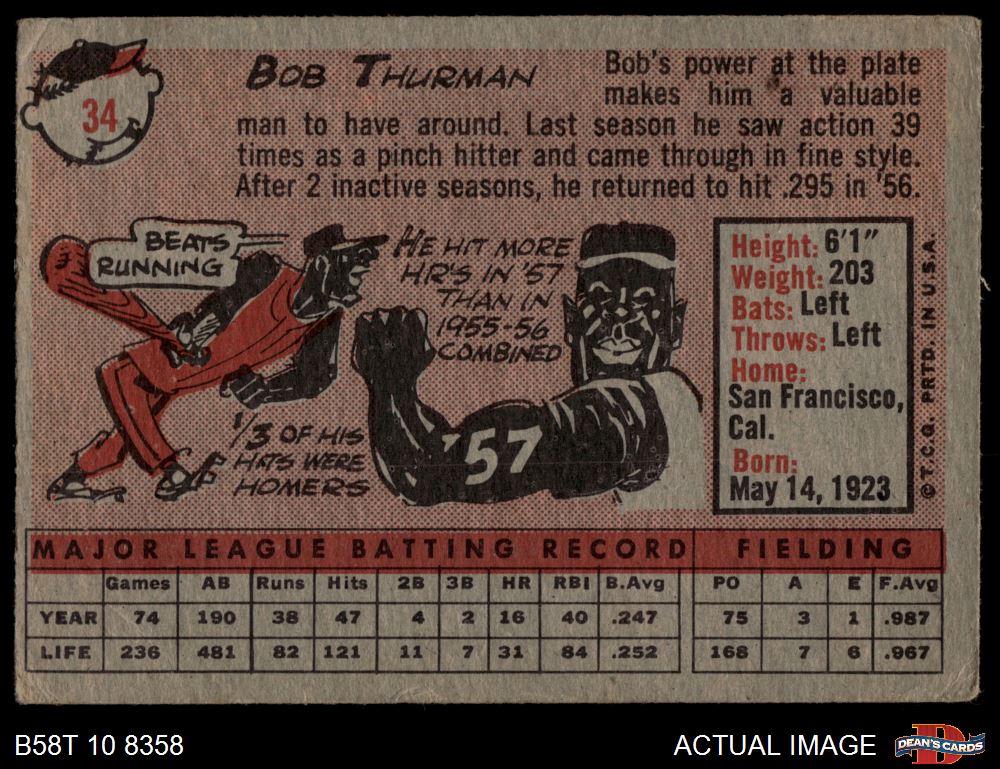 34
BOB THURMAN
Bob's power at the plate
makes him a valuable
man to have around. Last season he saw action 39
times as a pinch hitter and came through in fine style.
After 2 inactive seasons, he returned to hit .295 in '56.
BEATS
RUNNING
1/3 OF HIS
HITS WERE
HOMERS
HE HIT MORE
HR'S IN '57
THAN IN
1955-56
COMBINED
'57
Height: 6'1"
Weight: 203
Bats: Left
Throws: Left
Home:
San Francisco,
Cal.
Born:
May 14, 1923
© T.C.G. PRTD. IN U.S.A.
MAJOR LEAGUE BATTING RECORD FIELDING
Games AB Runs Hits 2B 3B HR RBI B.Avg PO A E F.Avg
YEAR 74 190 38 47 4 2 16 40 .247 75 3 1 .987
LIFE 236 481 82 121 11 7 31 84 .252 168 7 6 .967
B58T 10 8358
ACTUAL IMAGE
D
DEAN'S CARDS